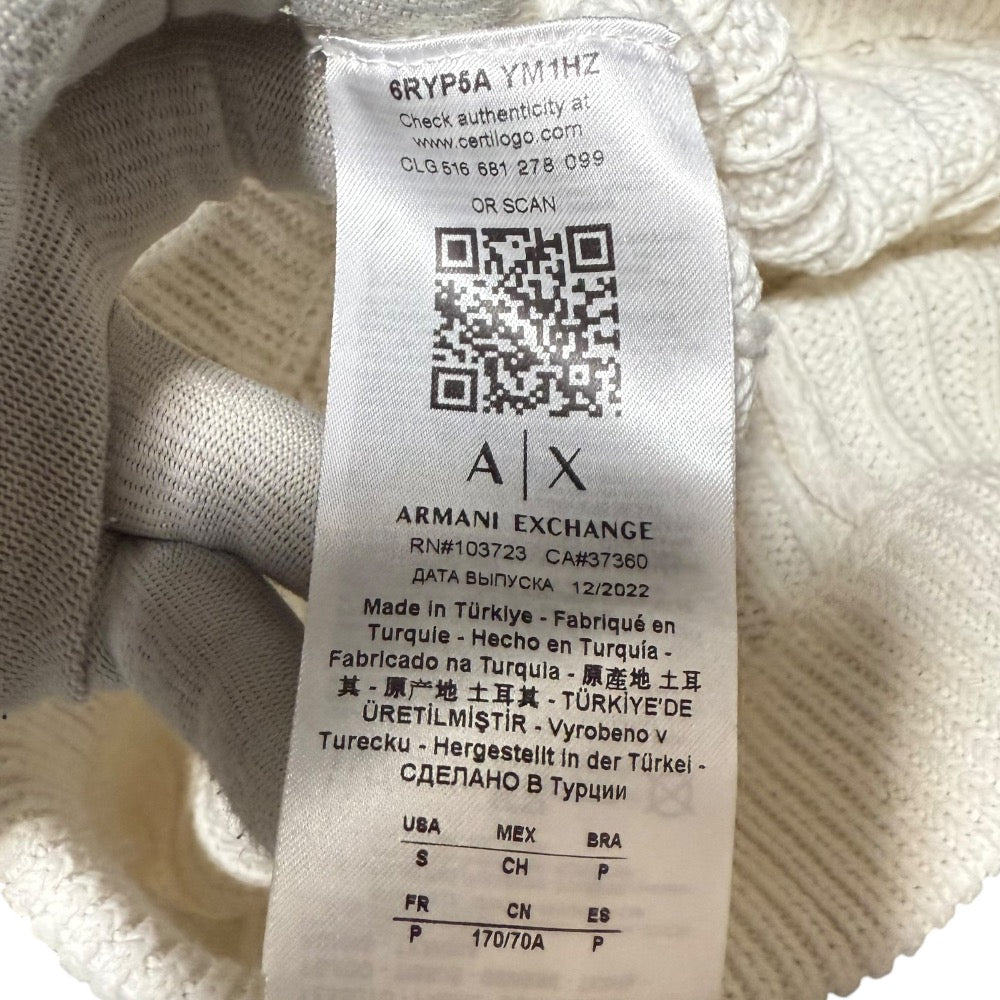 6RYP5A YM1HZ
Check authenticity at
www.certilogo.com
CLG 516 681 278 099
OR SCAN
A|X
ARMANI EXCHANGE
RN#103723 CA#37360
ДАТА ВЫПУСКА 12/2022
Made in Türkiye - Fabriqué en
Turquie - Hecho en Turquía -
Fabricado na Turquia - 原產地 土耳
其 - 原产地 土耳其 - TÜRKİYE'DE
ÜRETİLMİŞTİR - Vyrobeno v
Turecku - Hergestellt in der Türkei -
СДЕЛАНО В Турции
USA MEX BRA
S CH P
FR CN ES
P 170/70A P